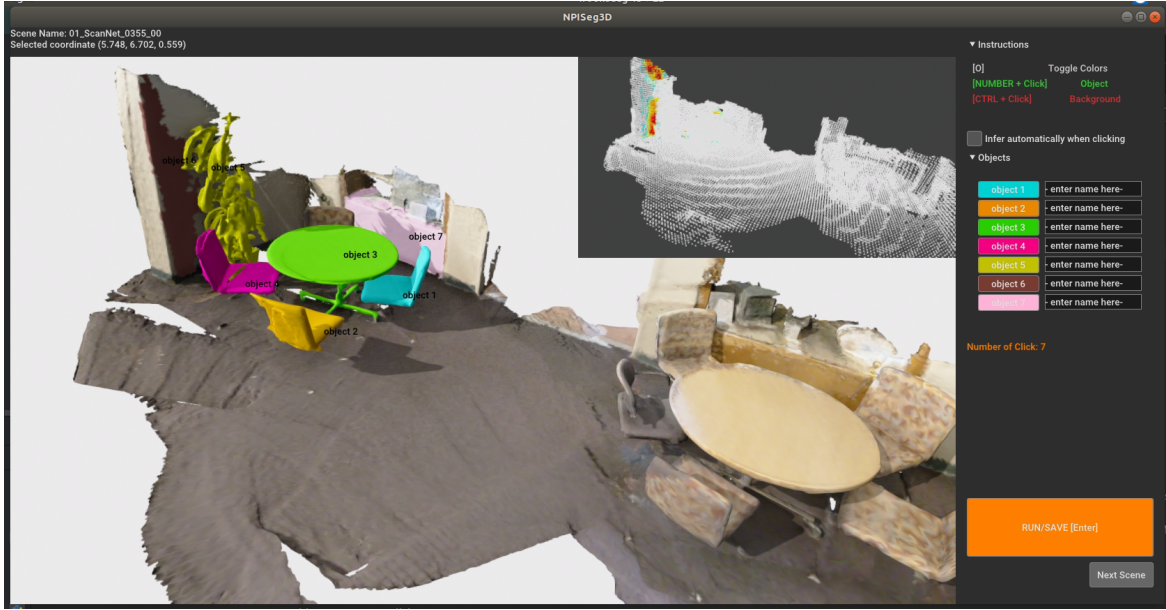 NPISeg3D
Scene Name: 01_ScanNet_0355_00
Selected coordinate (5.748, 6.702, 0.559)
▼ Instructions
[O] Toggle Colors
[NUMBER + Click] Object
[CTRL + Click] Background
Infer automatically when clicking
▼ Objects
object 1 - enter name here-
object 2 - enter name here-
object 3 - enter name here-
object 4 - enter name here-
object 5 - enter name here-
object 6 - enter name here-
object 7 - enter name here-
Number of Click: 7
RUN/SAVE [Enter]
Next Scene
object 6
object 5
object 7
object 3
object 4
object 1
object 2